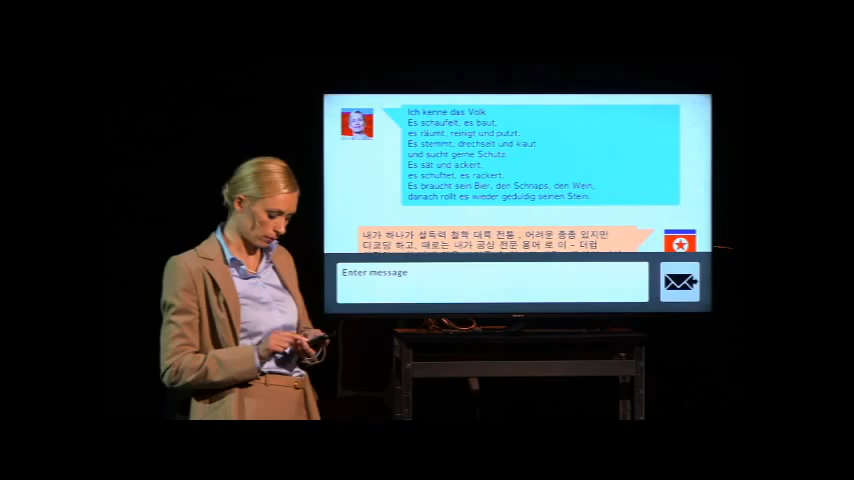 Ich kenne das Volk
Es schaufelt, es baut,
es räumt, reinigt und putzt.
Es stemmt, drechselt und klaut
und sucht gerne Schutz.
Es sät und ackert,
es schuftet, es rackert.
Es braucht sein Bier, den Schnaps, den Wein,
danach rollt es wieder geduldig seinen Stein.
내가 하나가 설득력 철학 대륙 전통 , 어려운 종종 있지만
디코딩 하고, 때로는 내가 공심 전문 용어 로 이 - 더럽
Enter message